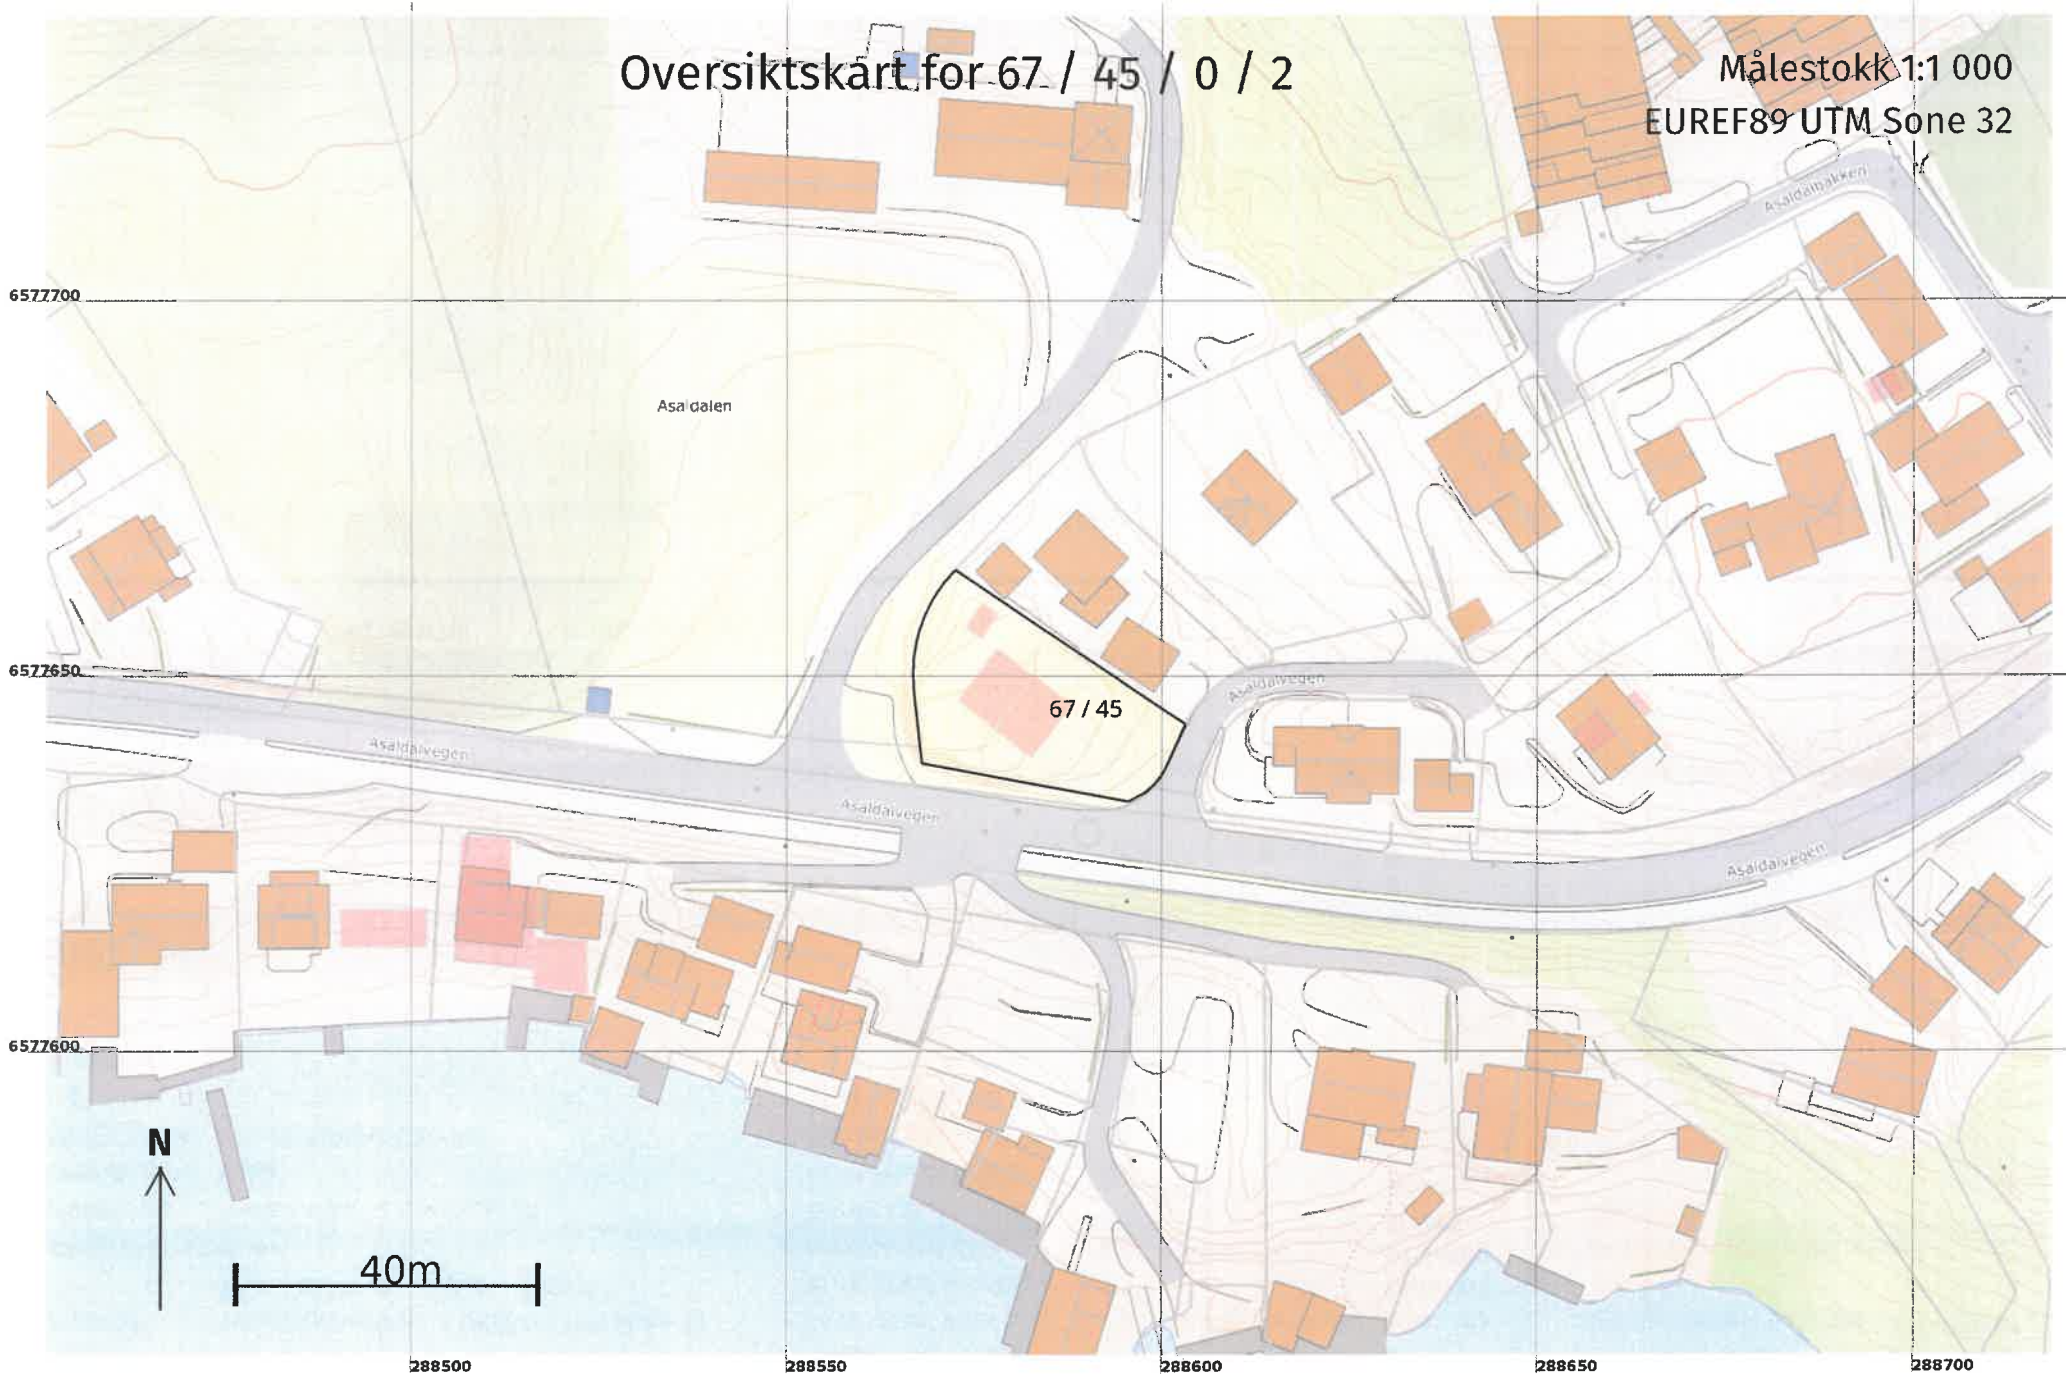 Oversiktskart for 67 / 45 / 0 / 2
Målestokk 1:1 000
EUREF89 UTM Sone 32
Asaldalbakken
6577700
Asaldalen
6577650
Asaldalvegen
67 / 45
Asaldalvegen
Asaldalvegen
Asaldalvegen
6577600
N
40m
288500
288550
288600
288650
288700